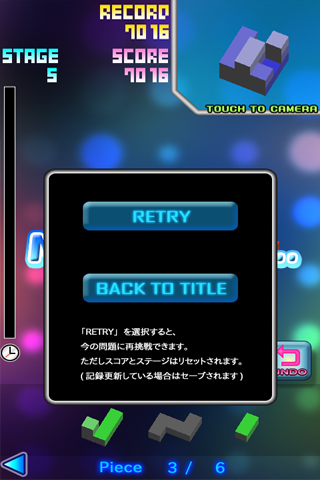 RECORD
7016
STAGE SCORE
5 7016
TOUCH TO CAMERA
RETRY
BACK TO TITLE
「RETRY」を選択すると、
今の問題に再挑戦できます。
ただしスコアとステージはリセットされます。
( 記録更新している場合はセーブされます )
UNDO
Piece 3 / 6